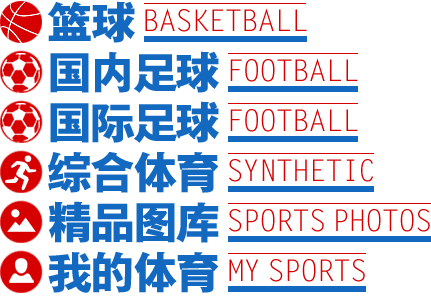 篮球 BASKETBALL
国内足球 FOOTBALL
国际足球 FOOTBALL
综合体育 SYNTHETIC
精品图库 SPORTS PHOTOS
我的体育 MY SPORTS